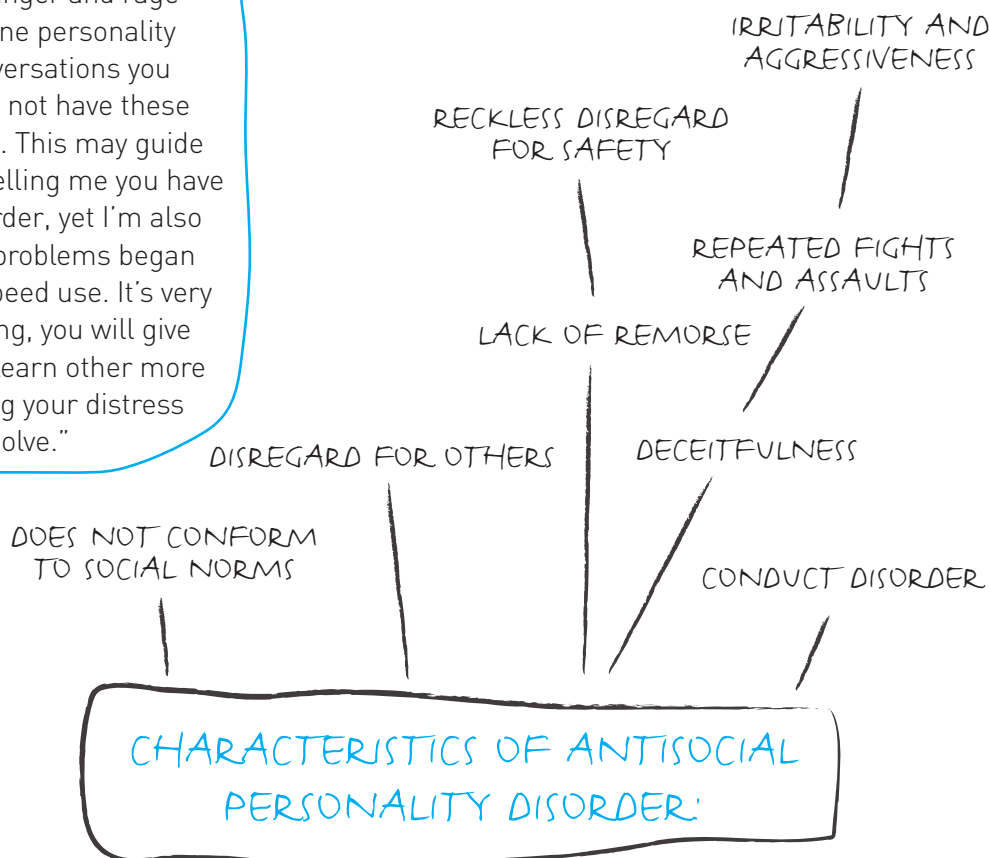 nger and rage
ne personality
versations you
not have these
. This may guide
elling me you have
rder, yet I'm also
problems began
peed use. It's very
ng, you will give
earn other more
g your distress
olve."
IRRITABILITY AND
AGGRESSIVENESS
RECKLESS DISREGARD
FOR SAFETY
REPEATED FIGHTS
AND ASSAULTS
LACK OF REMORSE
DISREGARD FOR OTHERS
DECEITFULNESS
DOES NOT CONFORM
TO SOCIAL NORMS
CONDUCT DISORDER
CHARACTERISTICS OF ANTISOCIAL
PERSONALITY DISORDER: